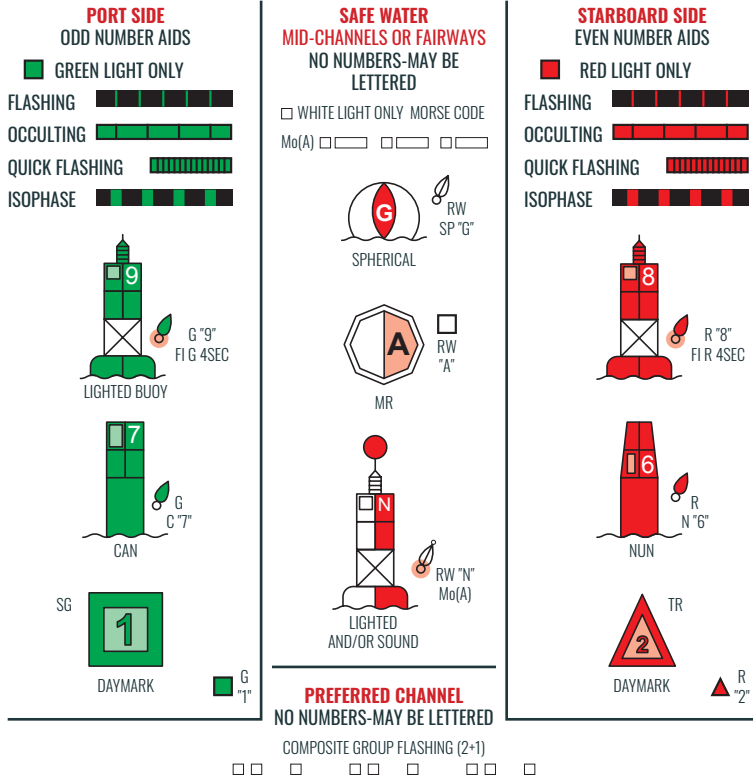 PORT SIDE
ODD NUMBER AIDS
GREEN LIGHT ONLY
FLASHING
OCCULTING
QUICK FLASHING
ISOPHASE
9
G "9"
Fl G 4SEC
LIGHTED BUOY
7
G
C "7"
CAN
SG
1
DAYMARK
G
"1"
SAFE WATER
MID-CHANNELS OR FAIRWAYS
NO NUMBERS-MAY BE
LETTERED
WHITE LIGHT ONLY MORSE CODE
Mo(A)
G
RW
SP "G"
SPHERICAL
A
RW
"A"
MR
N
RW "N"
Mo(A)
LIGHTED
AND/OR SOUND
PREFERRED CHANNEL
NO NUMBERS-MAY BE LETTERED
COMPOSITE GROUP FLASHING (2+1)
STARBOARD SIDE
EVEN NUMBER AIDS
RED LIGHT ONLY
FLASHING
OCCULTING
QUICK FLASHING
ISOPHASE
8
R "8"
Fl R 4SEC
6
R
N "6"
NUN
TR
2
DAYMARK
R
"2"